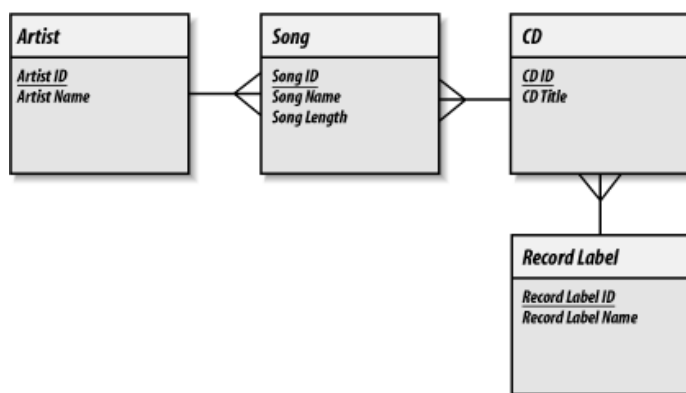 Artist
Artist ID
Artist Name
Song
Song ID
Song Name
Song Length
CD
CD ID
CD Title
Record Label
Record Label ID
Record Label Name